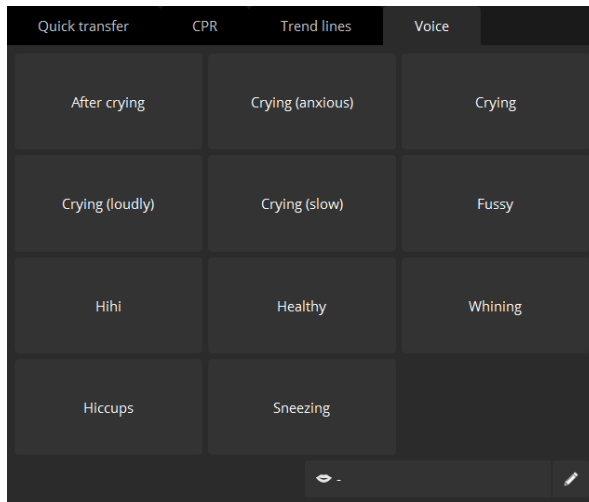 Quick transfer CPR Trend lines Voice
After crying Crying (anxious) Crying
Crying (loudly) Crying (slow) Fussy
Hihi Healthy Whining
Hiccups Sneezing
-